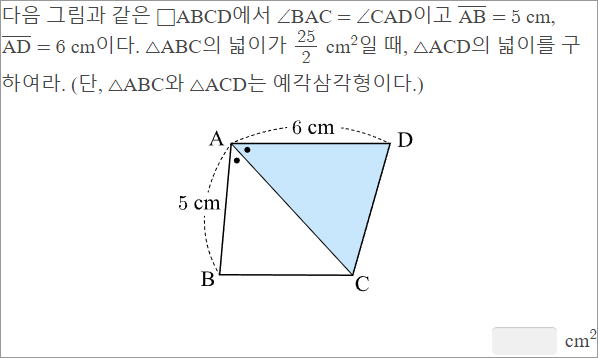 다음 그림과 같은 □ABCD에서 ∠BAC = ∠CAD이고 A̅B̅ = 5 cm,
A̅D̅ = 6 cm이다. △ABC의 넓이가 25/2 cm²일 때, △ACD의 넓이를 구
하여라. (단, △ABC와 △ACD는 예각삼각형이다.)
6 cm
A
D
5 cm
B
C
cm²